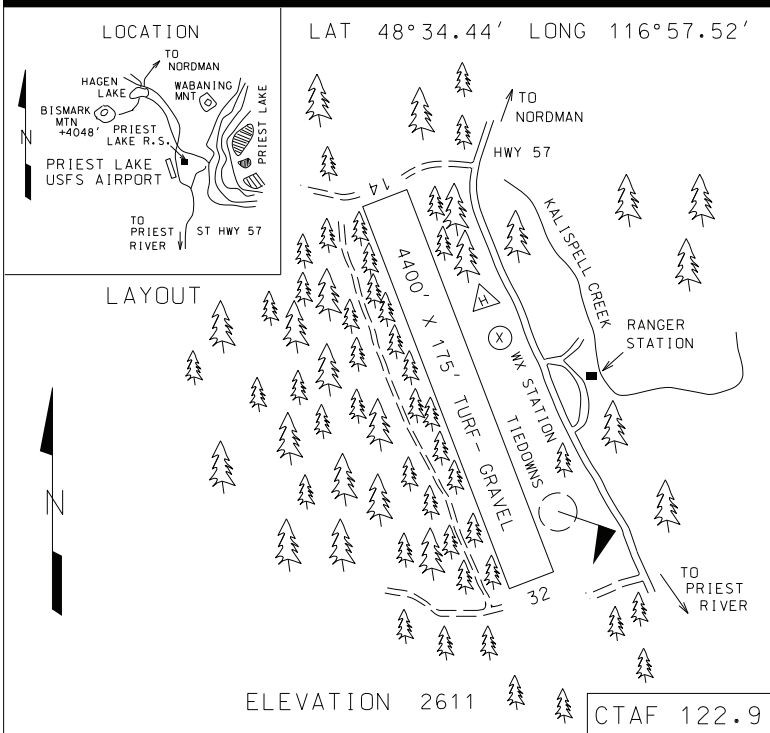 LOCATION
TO
NORDMAN
HAGEN
LAKE
WABANING
MNT
BISMARK
MTN
+4048'
PRIEST
LAKE R.S.
PRIEST LAKE
N
PRIEST LAKE
USFS AIRPORT
TO
PRIEST
RIVER
ST HWY 57
LAT 48°34.44' LONG 116°57.52'
TO
NORDMAN
HWY 57
14
KALISPELL CREEK
LAYOUT
H
4400' X 175' TURF- GRAVEL
X
WX STATION
RANGER
STATION
TIEDOWNS
N
32
TO
PRIEST
RIVER
ELEVATION 2611
CTAF 122.9